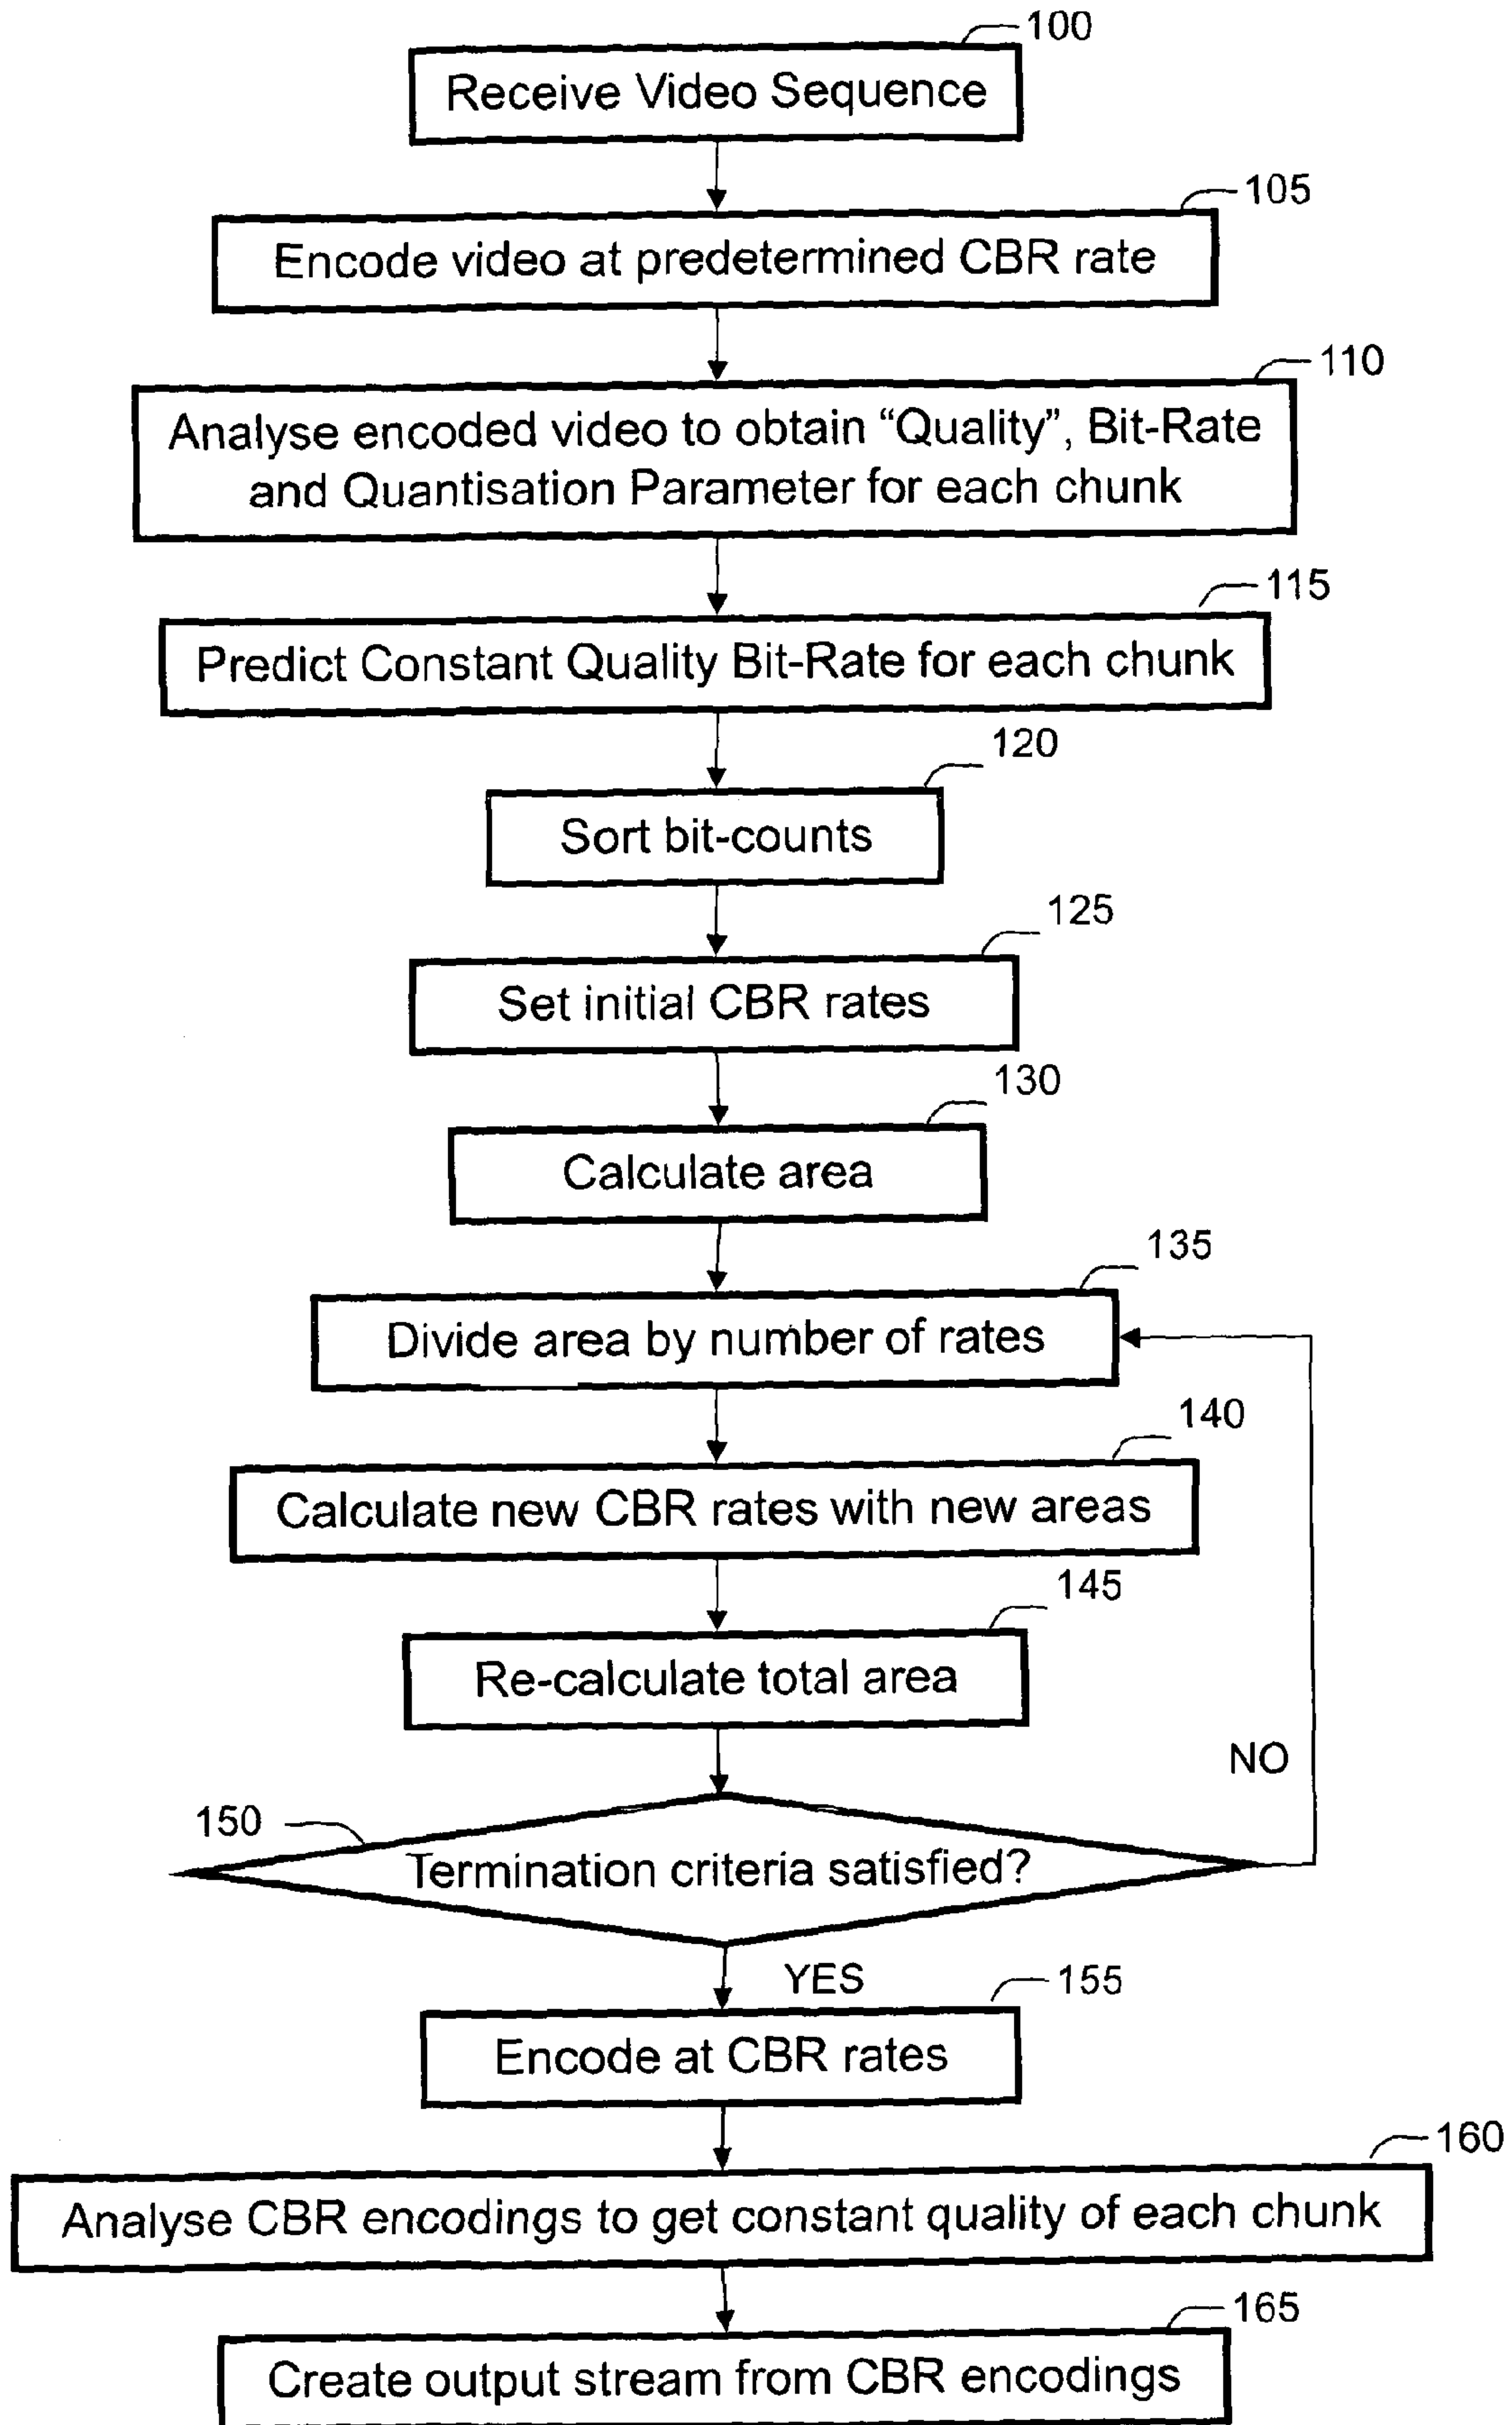 100
Receive Video Sequence
105
Encode video at predetermined CBR rate
110
Analyse encoded video to obtain “Quality”, Bit-Rate
and Quantisation Parameter for each chunk
115
Predict Constant Quality Bit-Rate for each chunk
120
Sort bit-counts
125
Set initial CBR rates
130
Calculate area
135
Divide area by number of rates
140
Calculate new CBR rates with new areas
145
Re-calculate total area
NO
150
Termination criteria satisfied?
YES
155
Encode at CBR rates
160
Analyse CBR encodings to get constant quality of each chunk
165
Create output stream from CBR encodings